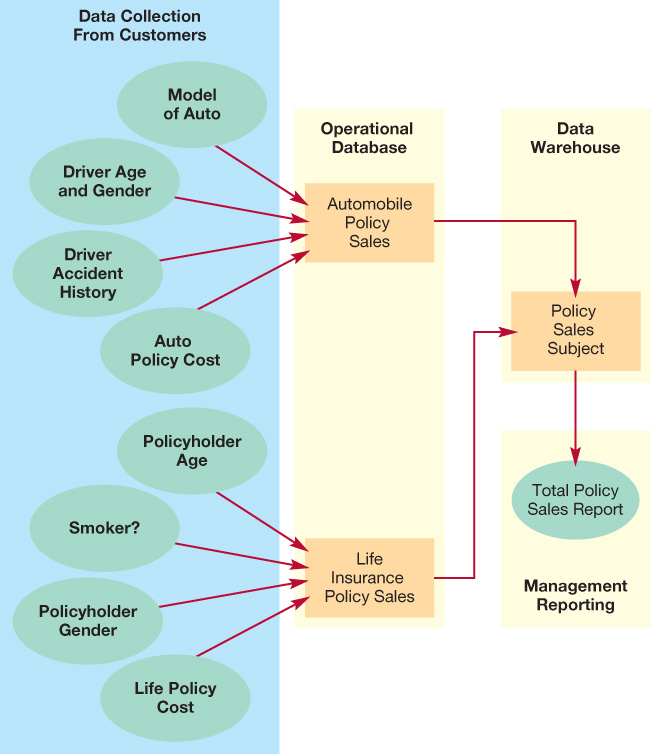 Data Collection
From Customers
Model
of Auto
Driver Age
and Gender
Driver
Accident
History
Auto
Policy Cost
Policyholder
Age
Smoker?
Policyholder
Gender
Life Policy
Cost
Operational
Database
Automobile
Policy
Sales
Life
Insurance
Policy Sales
Data
Warehouse
Policy
Sales
Subject
Total Policy
Sales Report
Management
Reporting